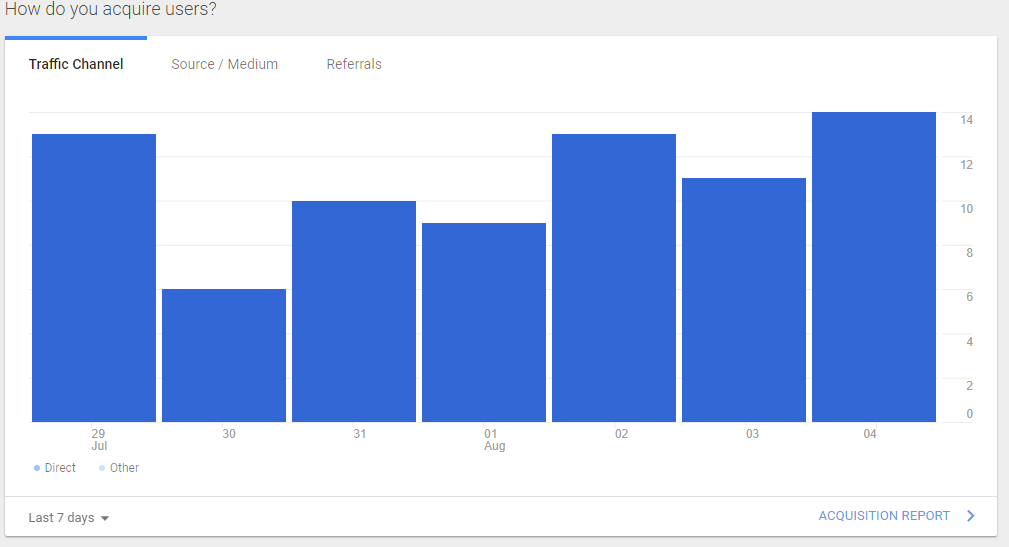 How do you acquire users?
Traffic Channel Source / Medium Referrals
14
12
10
8
6
4
2
0
29 30 31 01 02 03 04
Jul Aug
Direct Other
Last 7 days ACQUISITION REPORT